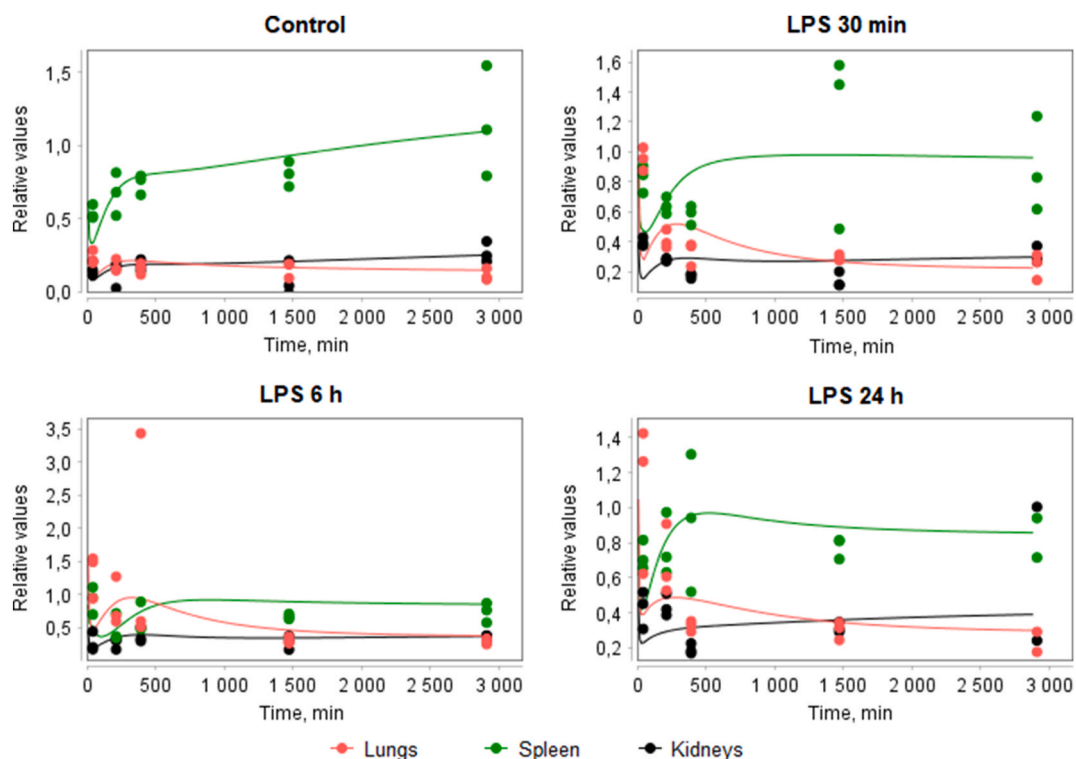 Control
Relative values
1,5
1,0
0,5
0,0
0 500 1 000 1 500 2 000 2 500 3 000
Time, min
LPS 30 min
Relative values
1,6
1,4
1,2
1,0
0,8
0,6
0,4
0,2
0 500 1 000 1 500 2 000 2 500 3 000
Time, min
LPS 6 h
Relative values
3,5
3,0
2,5
2,0
1,5
1,0
0,5
0 500 1 000 1 500 2 000 2 500 3 000
Time, min
LPS 24 h
Relative values
1,4
1,2
1,0
0,8
0,6
0,4
0,2
0 500 1 000 1 500 2 000 2 500 3 000
Time, min
Lungs Spleen Kidneys